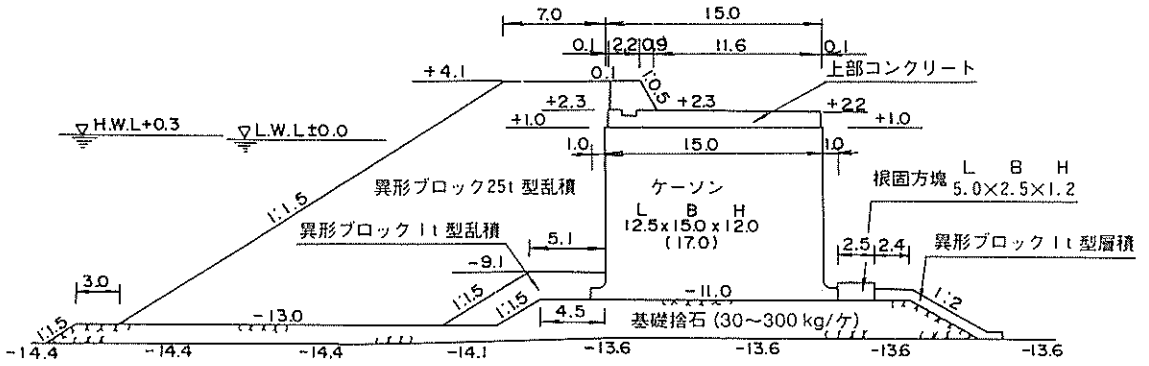 7.0 15.0
0.1 2.2 0.9 11.6 0.1
+4.1 0.1 1:0.5 上部コンクリート
+2.3 +2.3 +2.2
H.W.L+0.3 L.W.L±0.0 +1.0 +1.0
1.0 15.0 1.0
異形ブロック25t型乱積 ケーソン 根固方塊 L B H
5.0×2.5×1.2
1:1.5 L B H
異形ブロック1t型乱積 12.5×15.0×12.0
(17.0)
5.1 2.5 2.4 異形ブロック1t型層積
-9.1
3.0 1:1.5 1:1.5 -11.0 1:2
1:1.5 -13.0 4.5 基礎捨石(30~300kg/ケ)
-14.4 -14.4 -14.4 -14.1 -13.6 -13.6 -13.6 -13.6